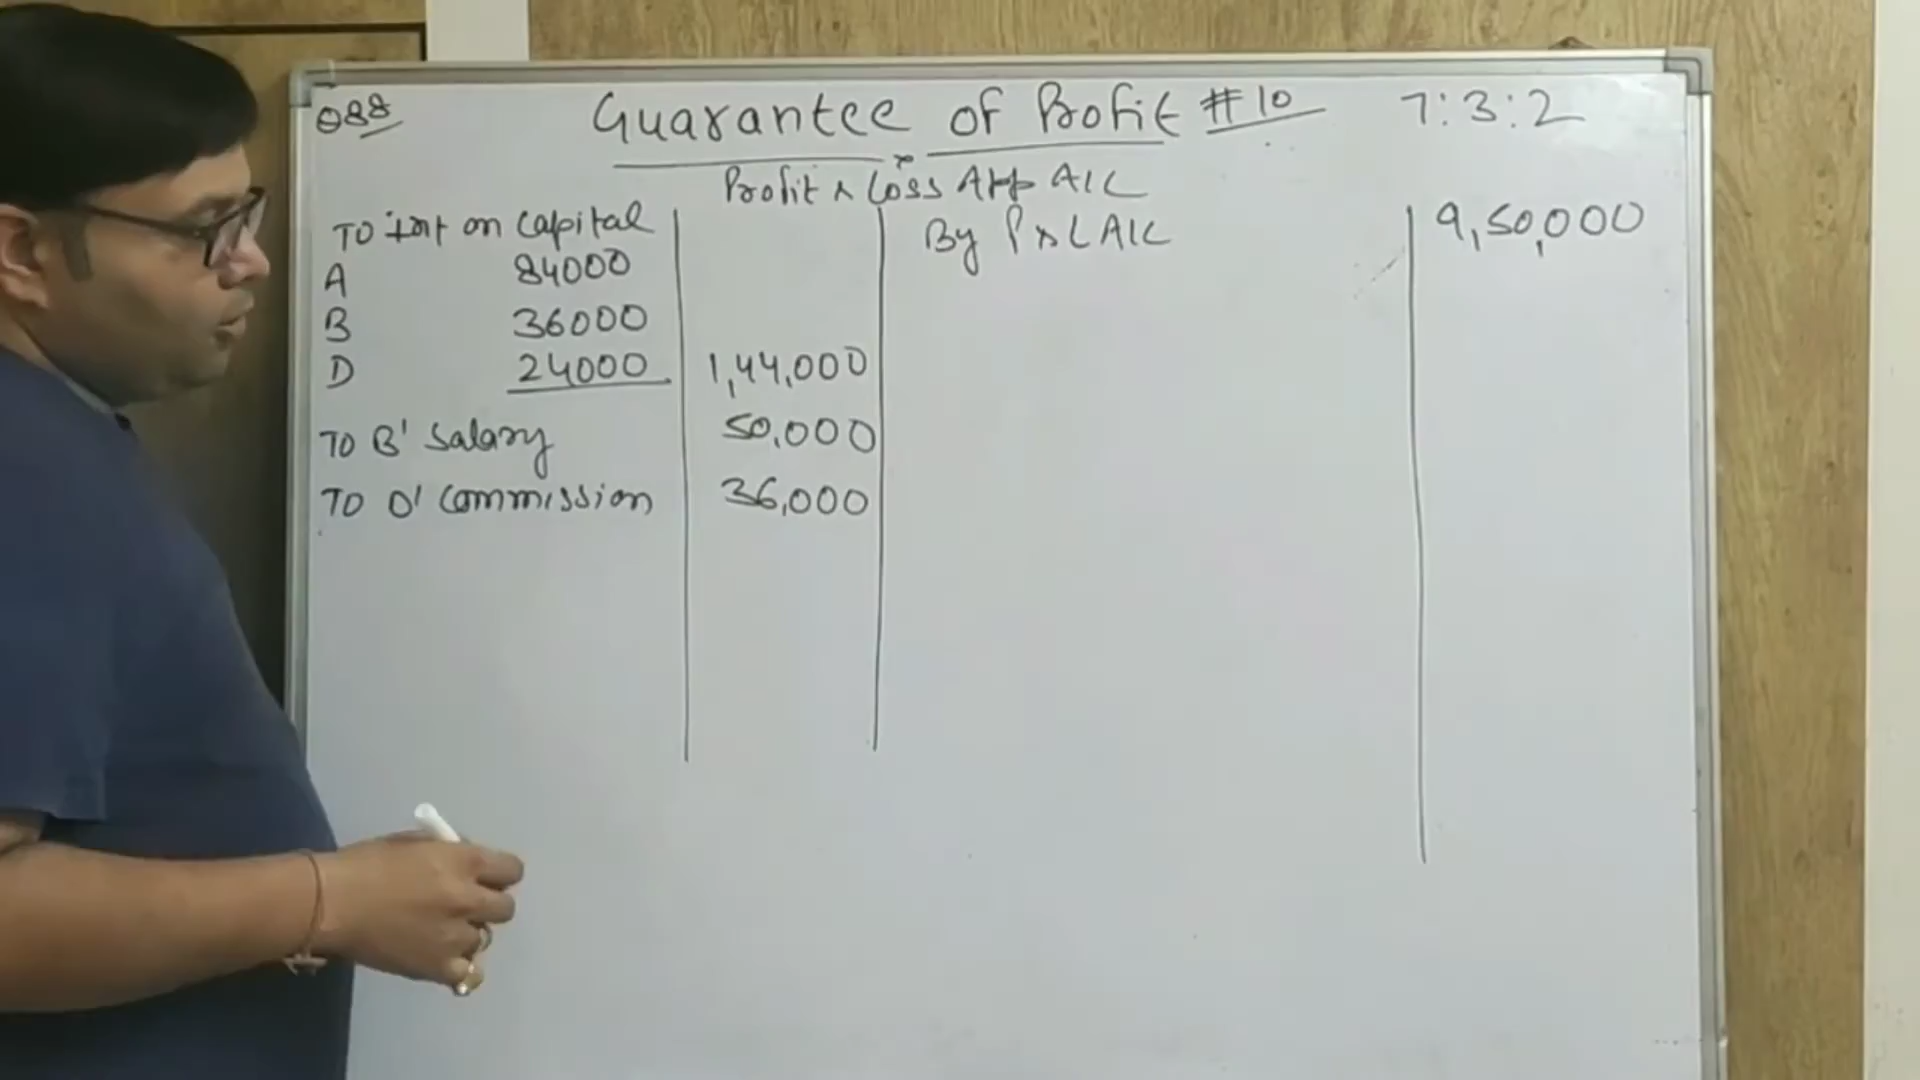 Q88 Guarantee of Profit #10 7:3:2
Profit & Loss App A/C
To Int on capital By P&L A/C 9,50,000
A 84000
B 36000
D 24000 1,44,000
To B' Salary 50,000
To D' Commission 36,000